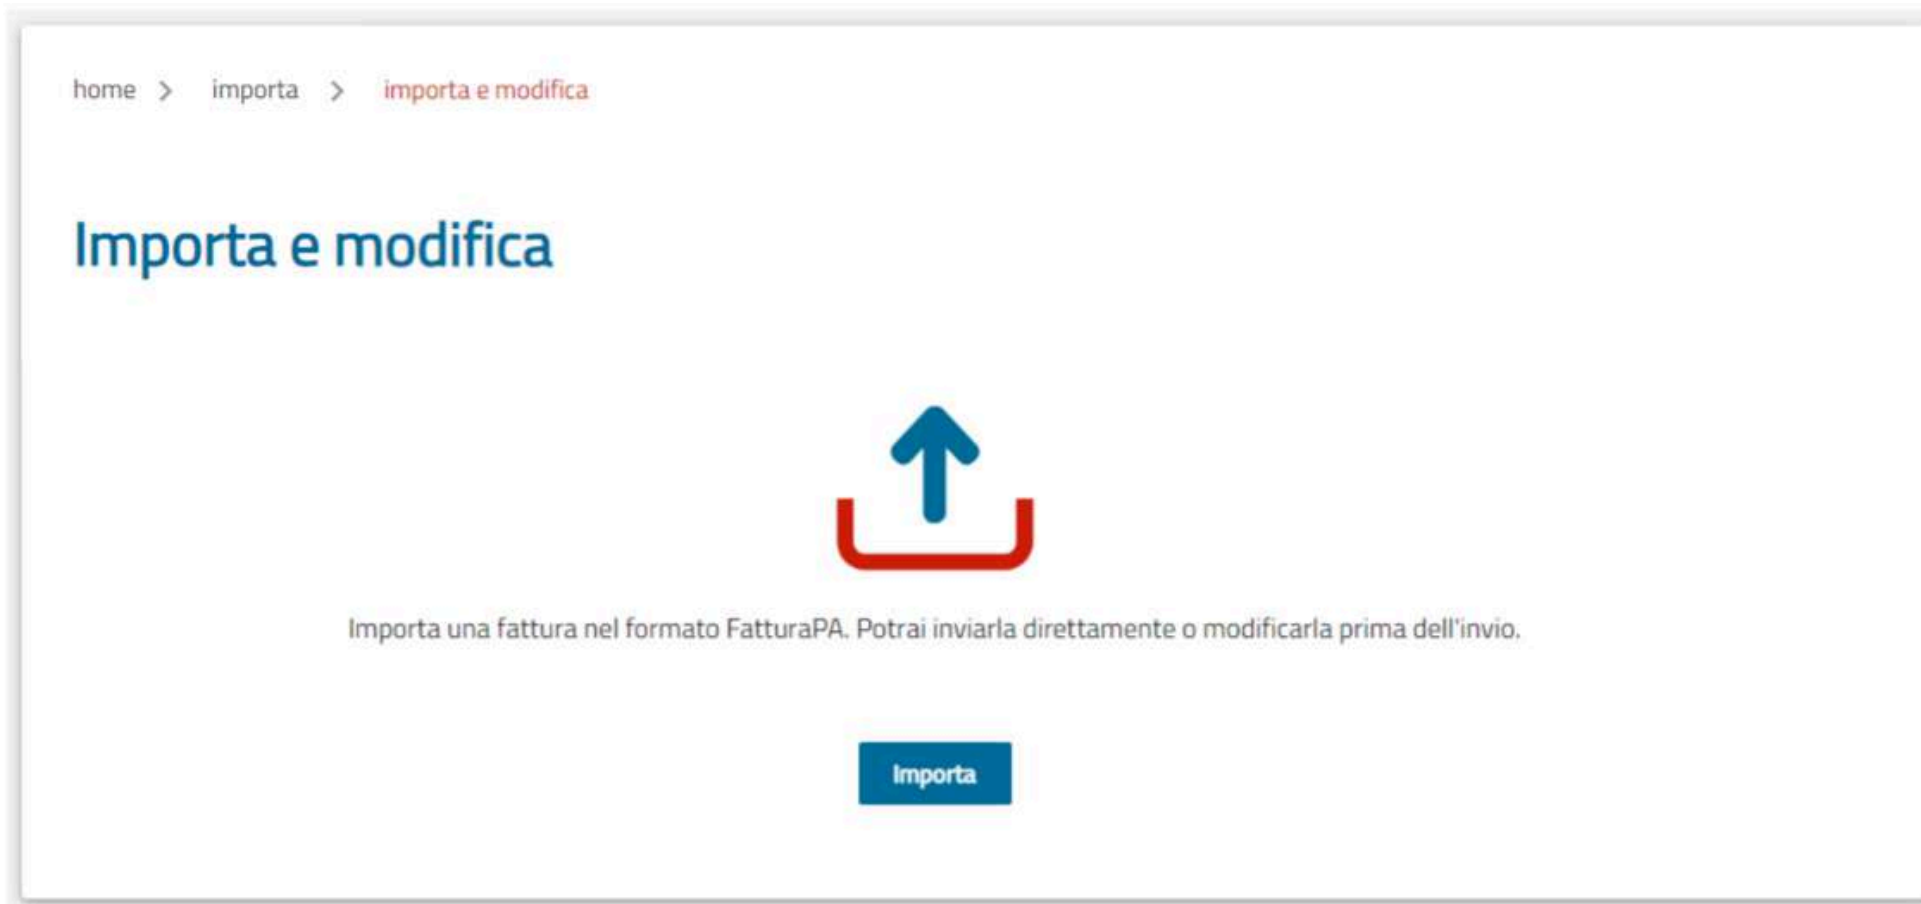 home > importa > importa e modifica
Importa e modifica
Importa una fattura nel formato FatturaPA. Potrai inviarla direttamente o modificarla prima dell'invio.
Importa